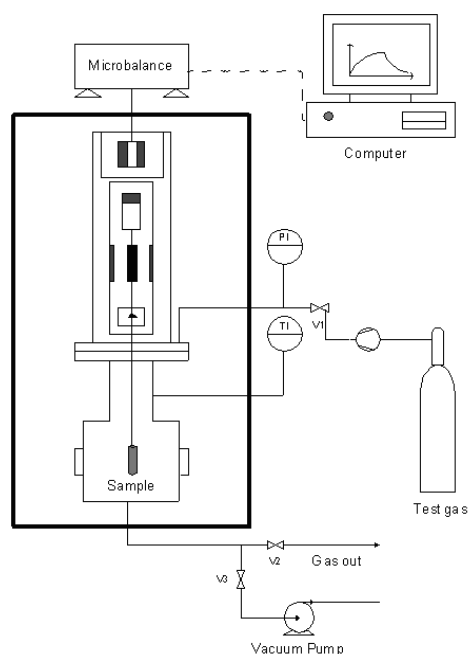 Microbalance
Computer
PI
V1
TI
Sample
Test gas
V2
Gas out
V3
Vacuum Pump